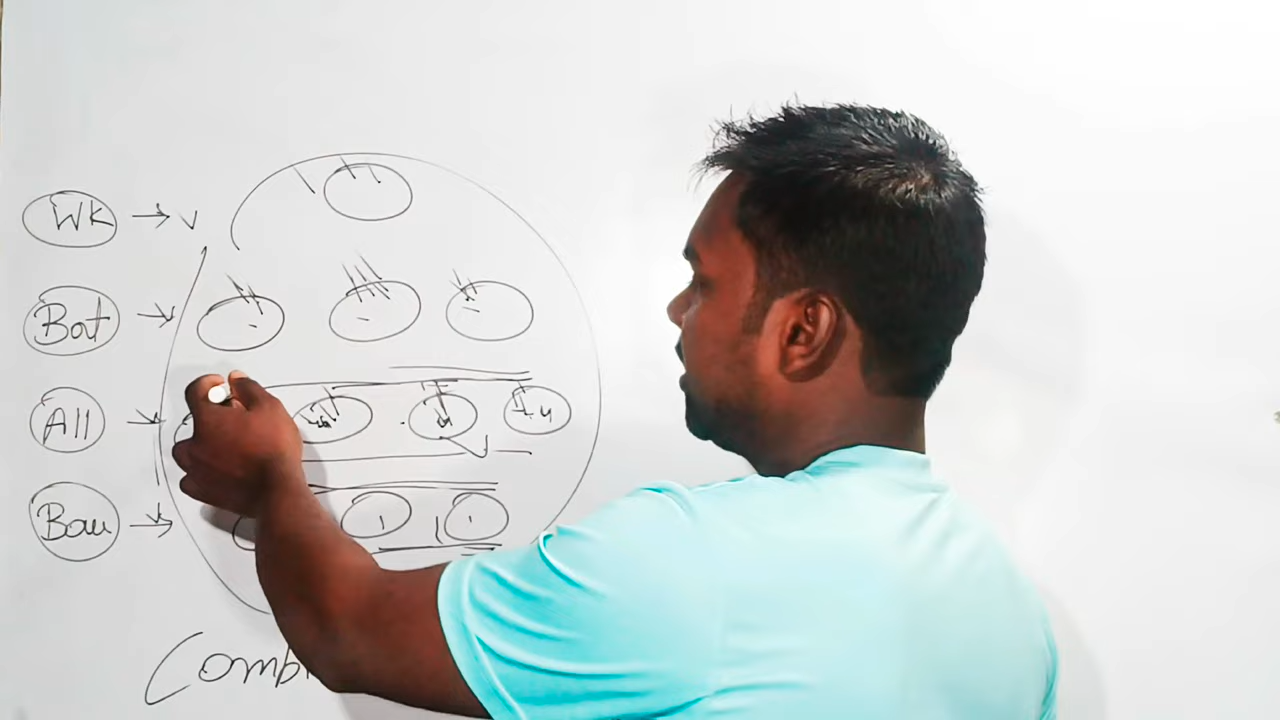 Wk → v
Bat →
All →
Bow →
Comb